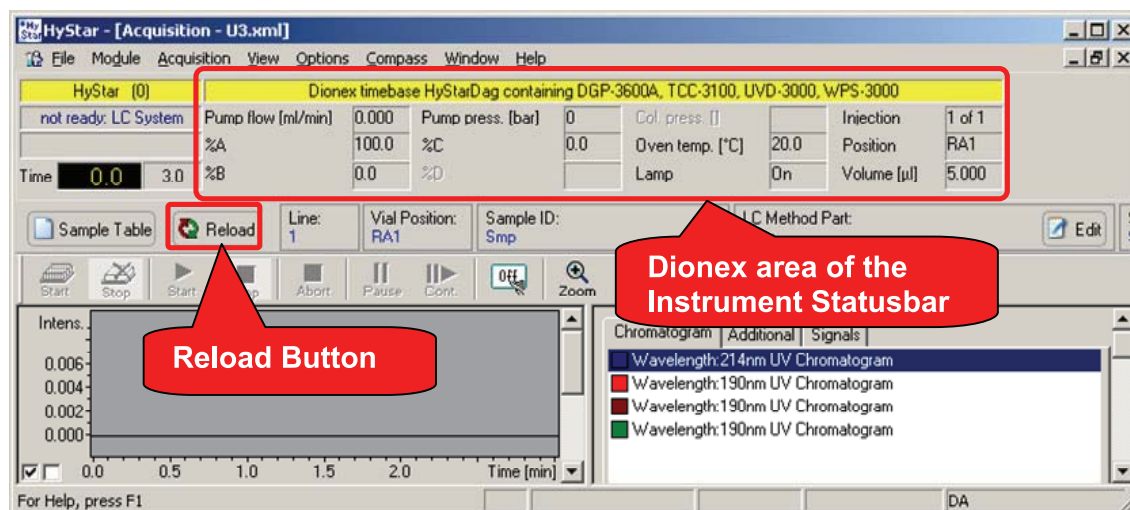 HyStar - [Acquisition - U3.xml]
File Module Acquisition View Options Compass Window Help
HyStar (0) Dionex timebase HyStarDag containing DGP-3600A, TCC-3100, UVD-3000, WPS-3000
not ready: LC System Pump flow [ml/min] 0.000 Pump press. [bar] 0 Col. press. [] Injection 1 of 1
%A 100.0 %C 0.0 Oven temp. [°C] 20.0 Position RA1
Time 0.0 3.0 %B 0.0 %D Lamp On Volume [µl] 5.000
Sample Table Reload Line: 1 Vial Position: RA1 Sample ID: Smp LC Method Part: Edit
Start Stop Start Abort Pause Cont. Off Zoom
Dionex area of the
Instrument Statusbar
Reload Button
Intens.
0.006
0.004
0.002
0.000
0.0 0.5 1.0 1.5 2.0 Time [min]
Chromatogram Additional Signals
Wavelength:214nm UV Chromatogram
Wavelength:190nm UV Chromatogram
Wavelength:190nm UV Chromatogram
Wavelength:190nm UV Chromatogram
For Help, press F1 DA